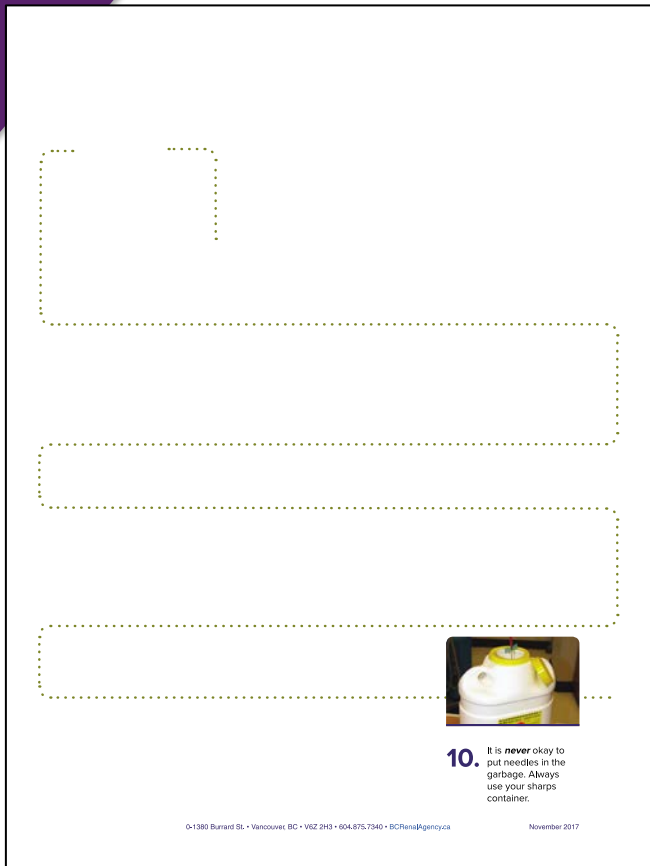 10. It is never okay to
put needles in the
garbage. Always
use your sharps
container.
0-1380 Burrard St. • Vancouver, BC • V6Z 2H3 • 604.875.7340 • BCRenalAgency.ca November 2017